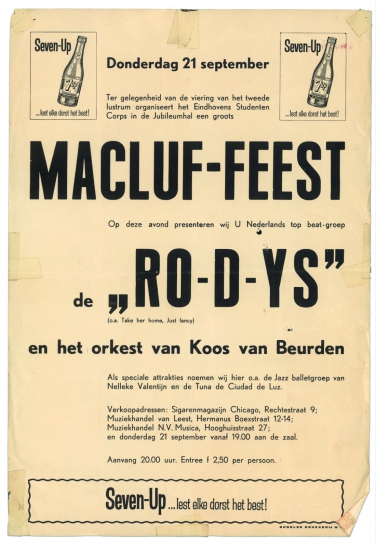 Seven-Up
...lest elke dorst het best!
Donderdag 21 september
Seven-Up
...lest elke dorst het best!
Ter gelegenheid van de viering van het tweede
lustrum organiseert het Eindhovens Studenten
Corps in de Jubileumhal een groots
MACLUF-FEEST
Op deze avond presenteren wij U Nederlands top beat-groep
de „RO-D-YS”
(o.a. Take her home, Just fancy)
en het orkest van Koos van Beurden
Als speciale attrakties noemen wij hier o.a. de Jazz balletgroep van
Nelleke Valentijn en de Tuna de Ciudad de Luz.
Verkoopadressen: Sigarenmagazijn Chicago, Rechtestraat 9;
Muziekhandel van Leest, Hermanus Boexstraat 12-14;
Muziekhandel N.V. Musica, Hooghuisstraat 27;
en donderdag 21 september vanaf 19.00 aan de zaal.
Aanvang 20.00 uur. Entree f 2,50 per persoon.
Seven-Up ...lest elke dorst het best!